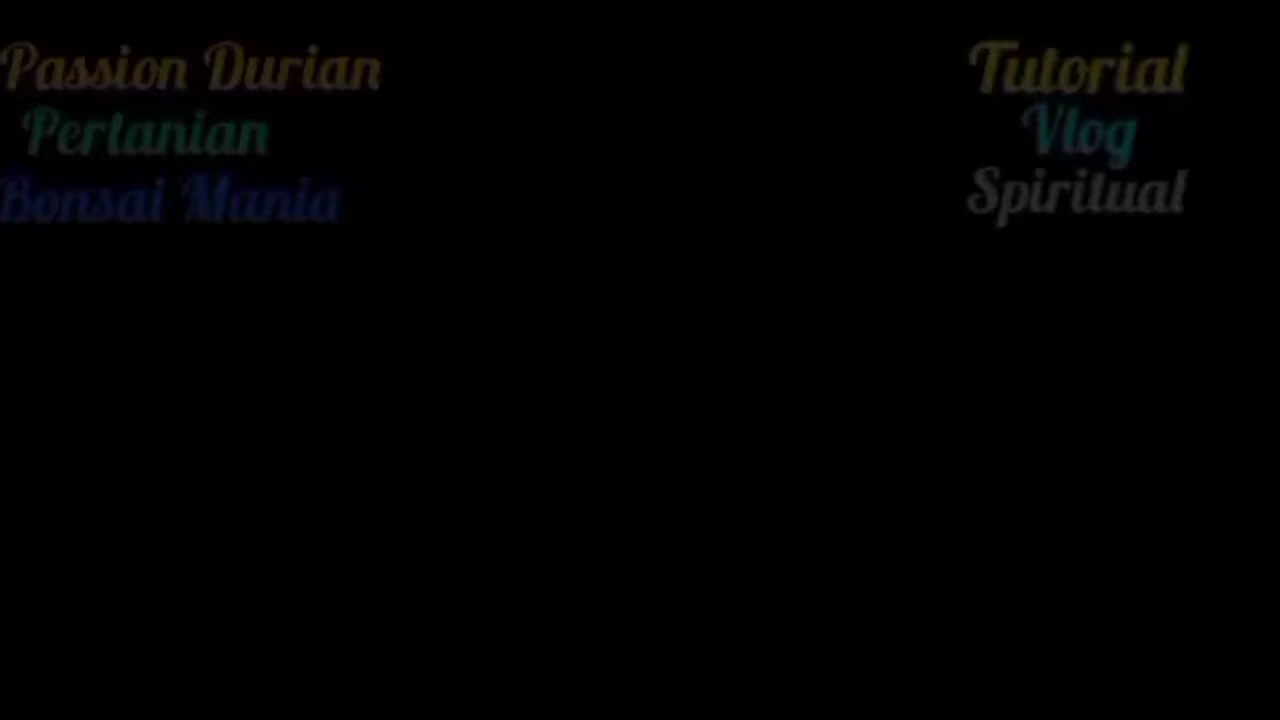 Passion Durian
Pertanian
Bonsai Mania
Tutorial
Vlog
Spiritual